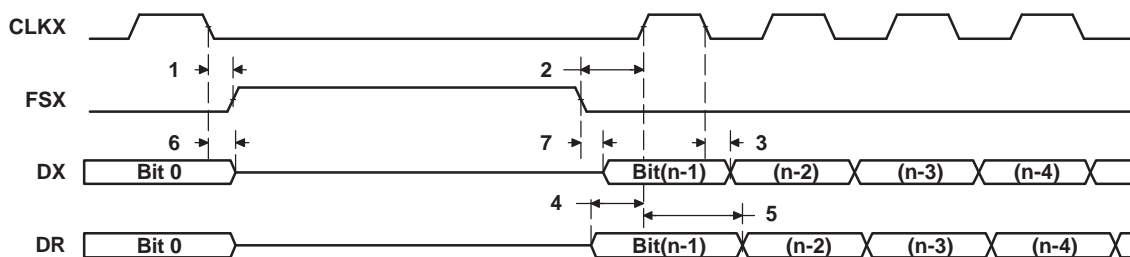 CLKX
1 2
FSX
6 7 3
DX Bit 0 Bit(n-1) (n-2) (n-3) (n-4)
4 5
DR Bit 0 Bit(n-1) (n-2) (n-3) (n-4)